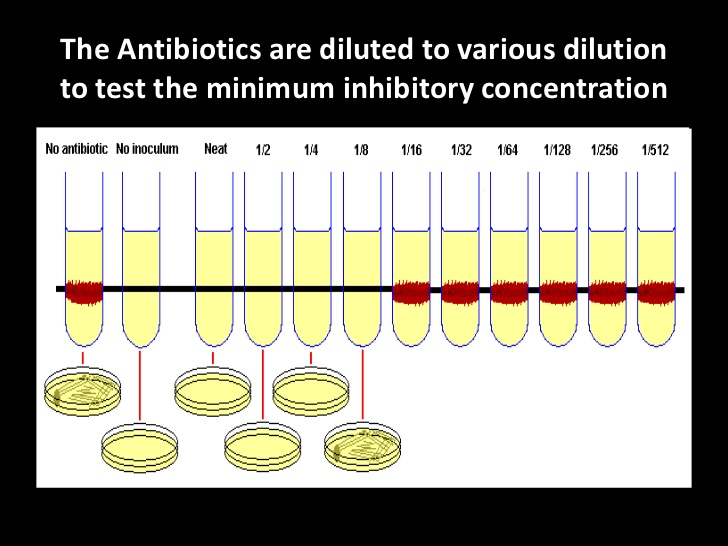 The Antibiotics are diluted to various dilution
to test the minimum inhibitory concentration
No antibiotic No inoculum Neat 1/2 1/4 1/8 1/16 1/32 1/64 1/128 1/256 1/512